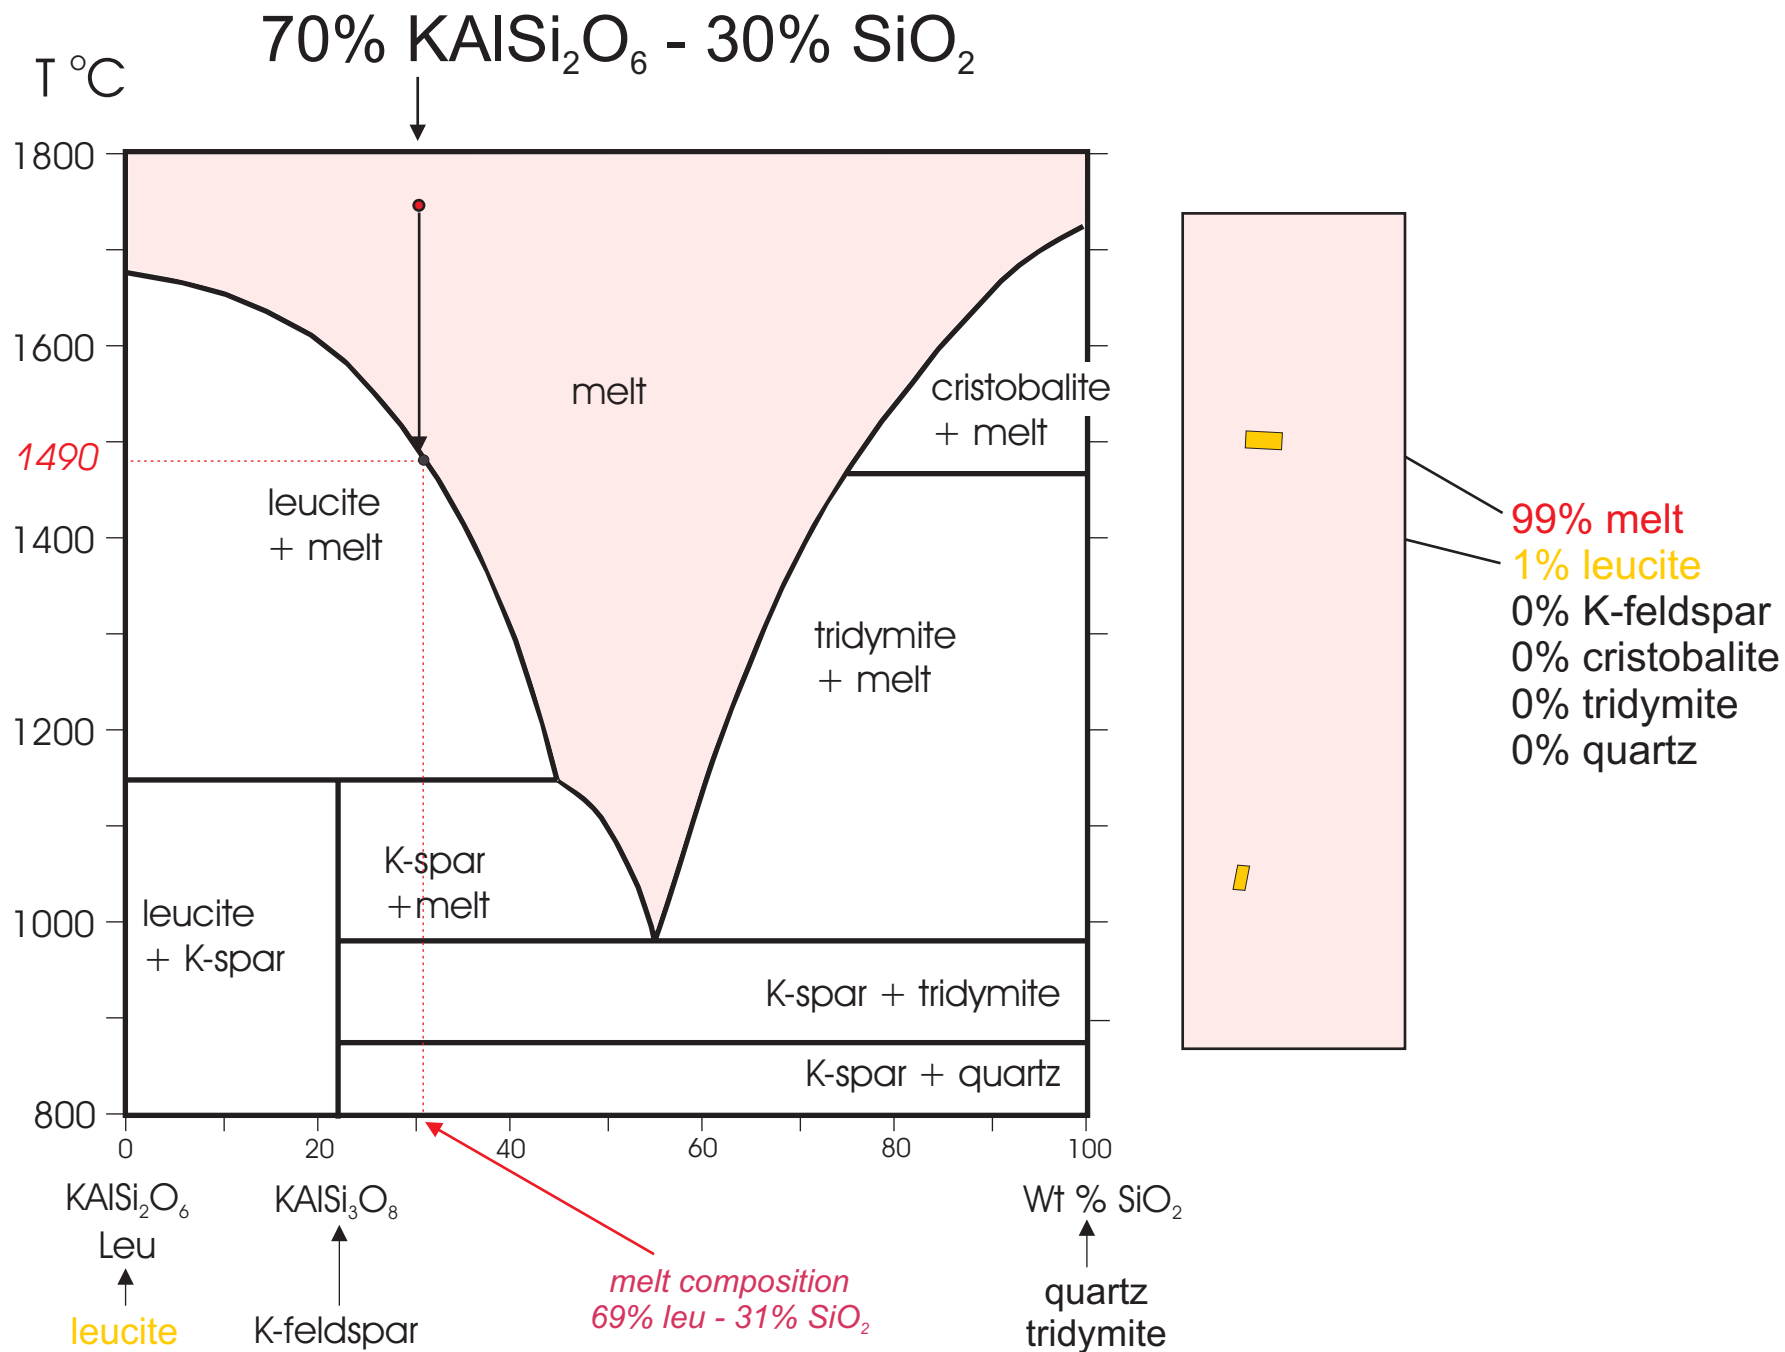 70% KAlSi₂O₆ - 30% SiO₂
T °C
1800
1600
1490
1400
1200
1000
800
melt
cristobalite
+ melt
leucite
+ melt
tridymite
+ melt
K-spar
+melt
leucite
+ K-spar
K-spar + tridymite
K-spar + quartz
99% melt
1% leucite
0% K-feldspar
0% cristobalite
0% tridymite
0% quartz
0 20 40 60 80 100
KAlSi₂O₆ KAlSi₃O₈ Wt % SiO₂
Leu
leucite
K-feldspar
melt composition
69% leu - 31% SiO₂
quartz
tridymite